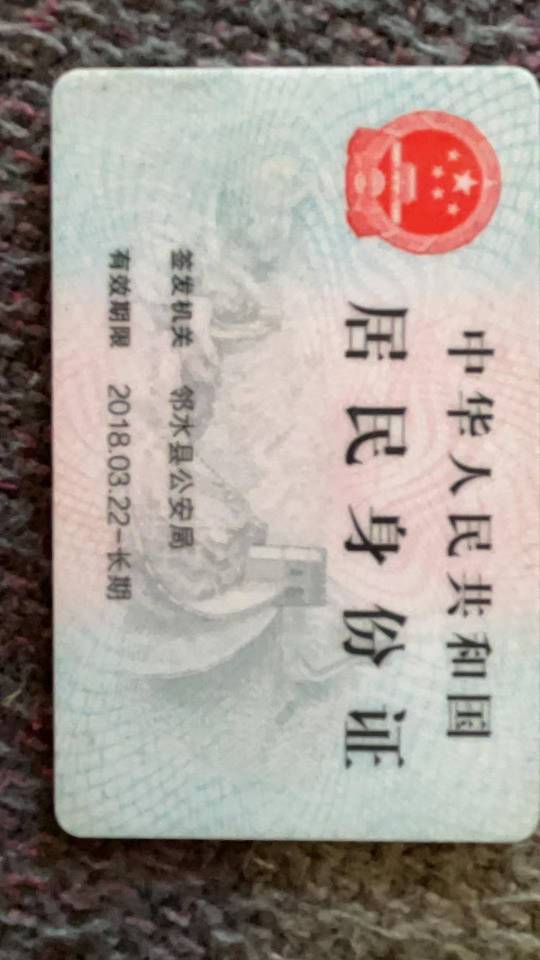 中华人民共和国
居民身份证
签发机关 邻水县公安局
有效期限 2018.03.22-长期